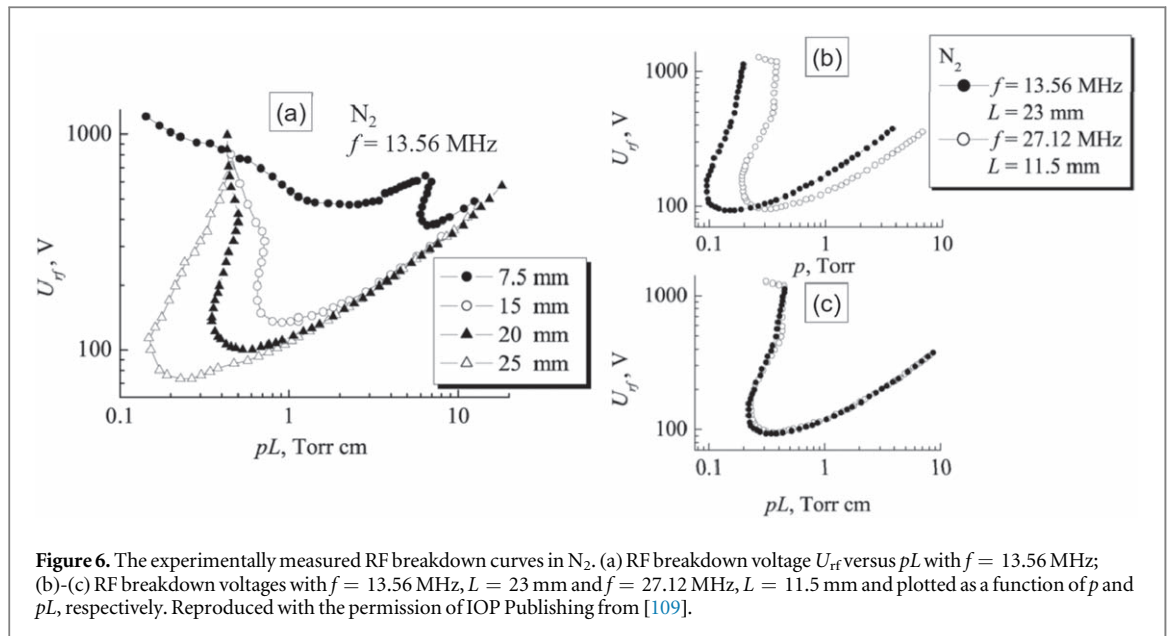 (a)
N2
f = 13.56 MHz
1000
100
Urf, V
0.1
1
10
pL, Torr cm
7.5 mm
15 mm
20 mm
25 mm
(b)
1000
100
Urf, V
0.1
1
10
p, Torr
N2
f = 13.56 MHz
L = 23 mm
f = 27.12 MHz
L = 11.5 mm
(c)
1000
100
Urf, V
0.1
1
10
pL, Torr cm
Figure 6. The experimentally measured RF breakdown curves in N2. (a) RF breakdown voltage Urf versus pL with f = 13.56 MHz;
(b)-(c) RF breakdown voltages with f = 13.56 MHz, L = 23 mm and f = 27.12 MHz, L = 11.5 mm and plotted as a function of p and
pL, respectively. Reproduced with the permission of IOP Publishing from [109].